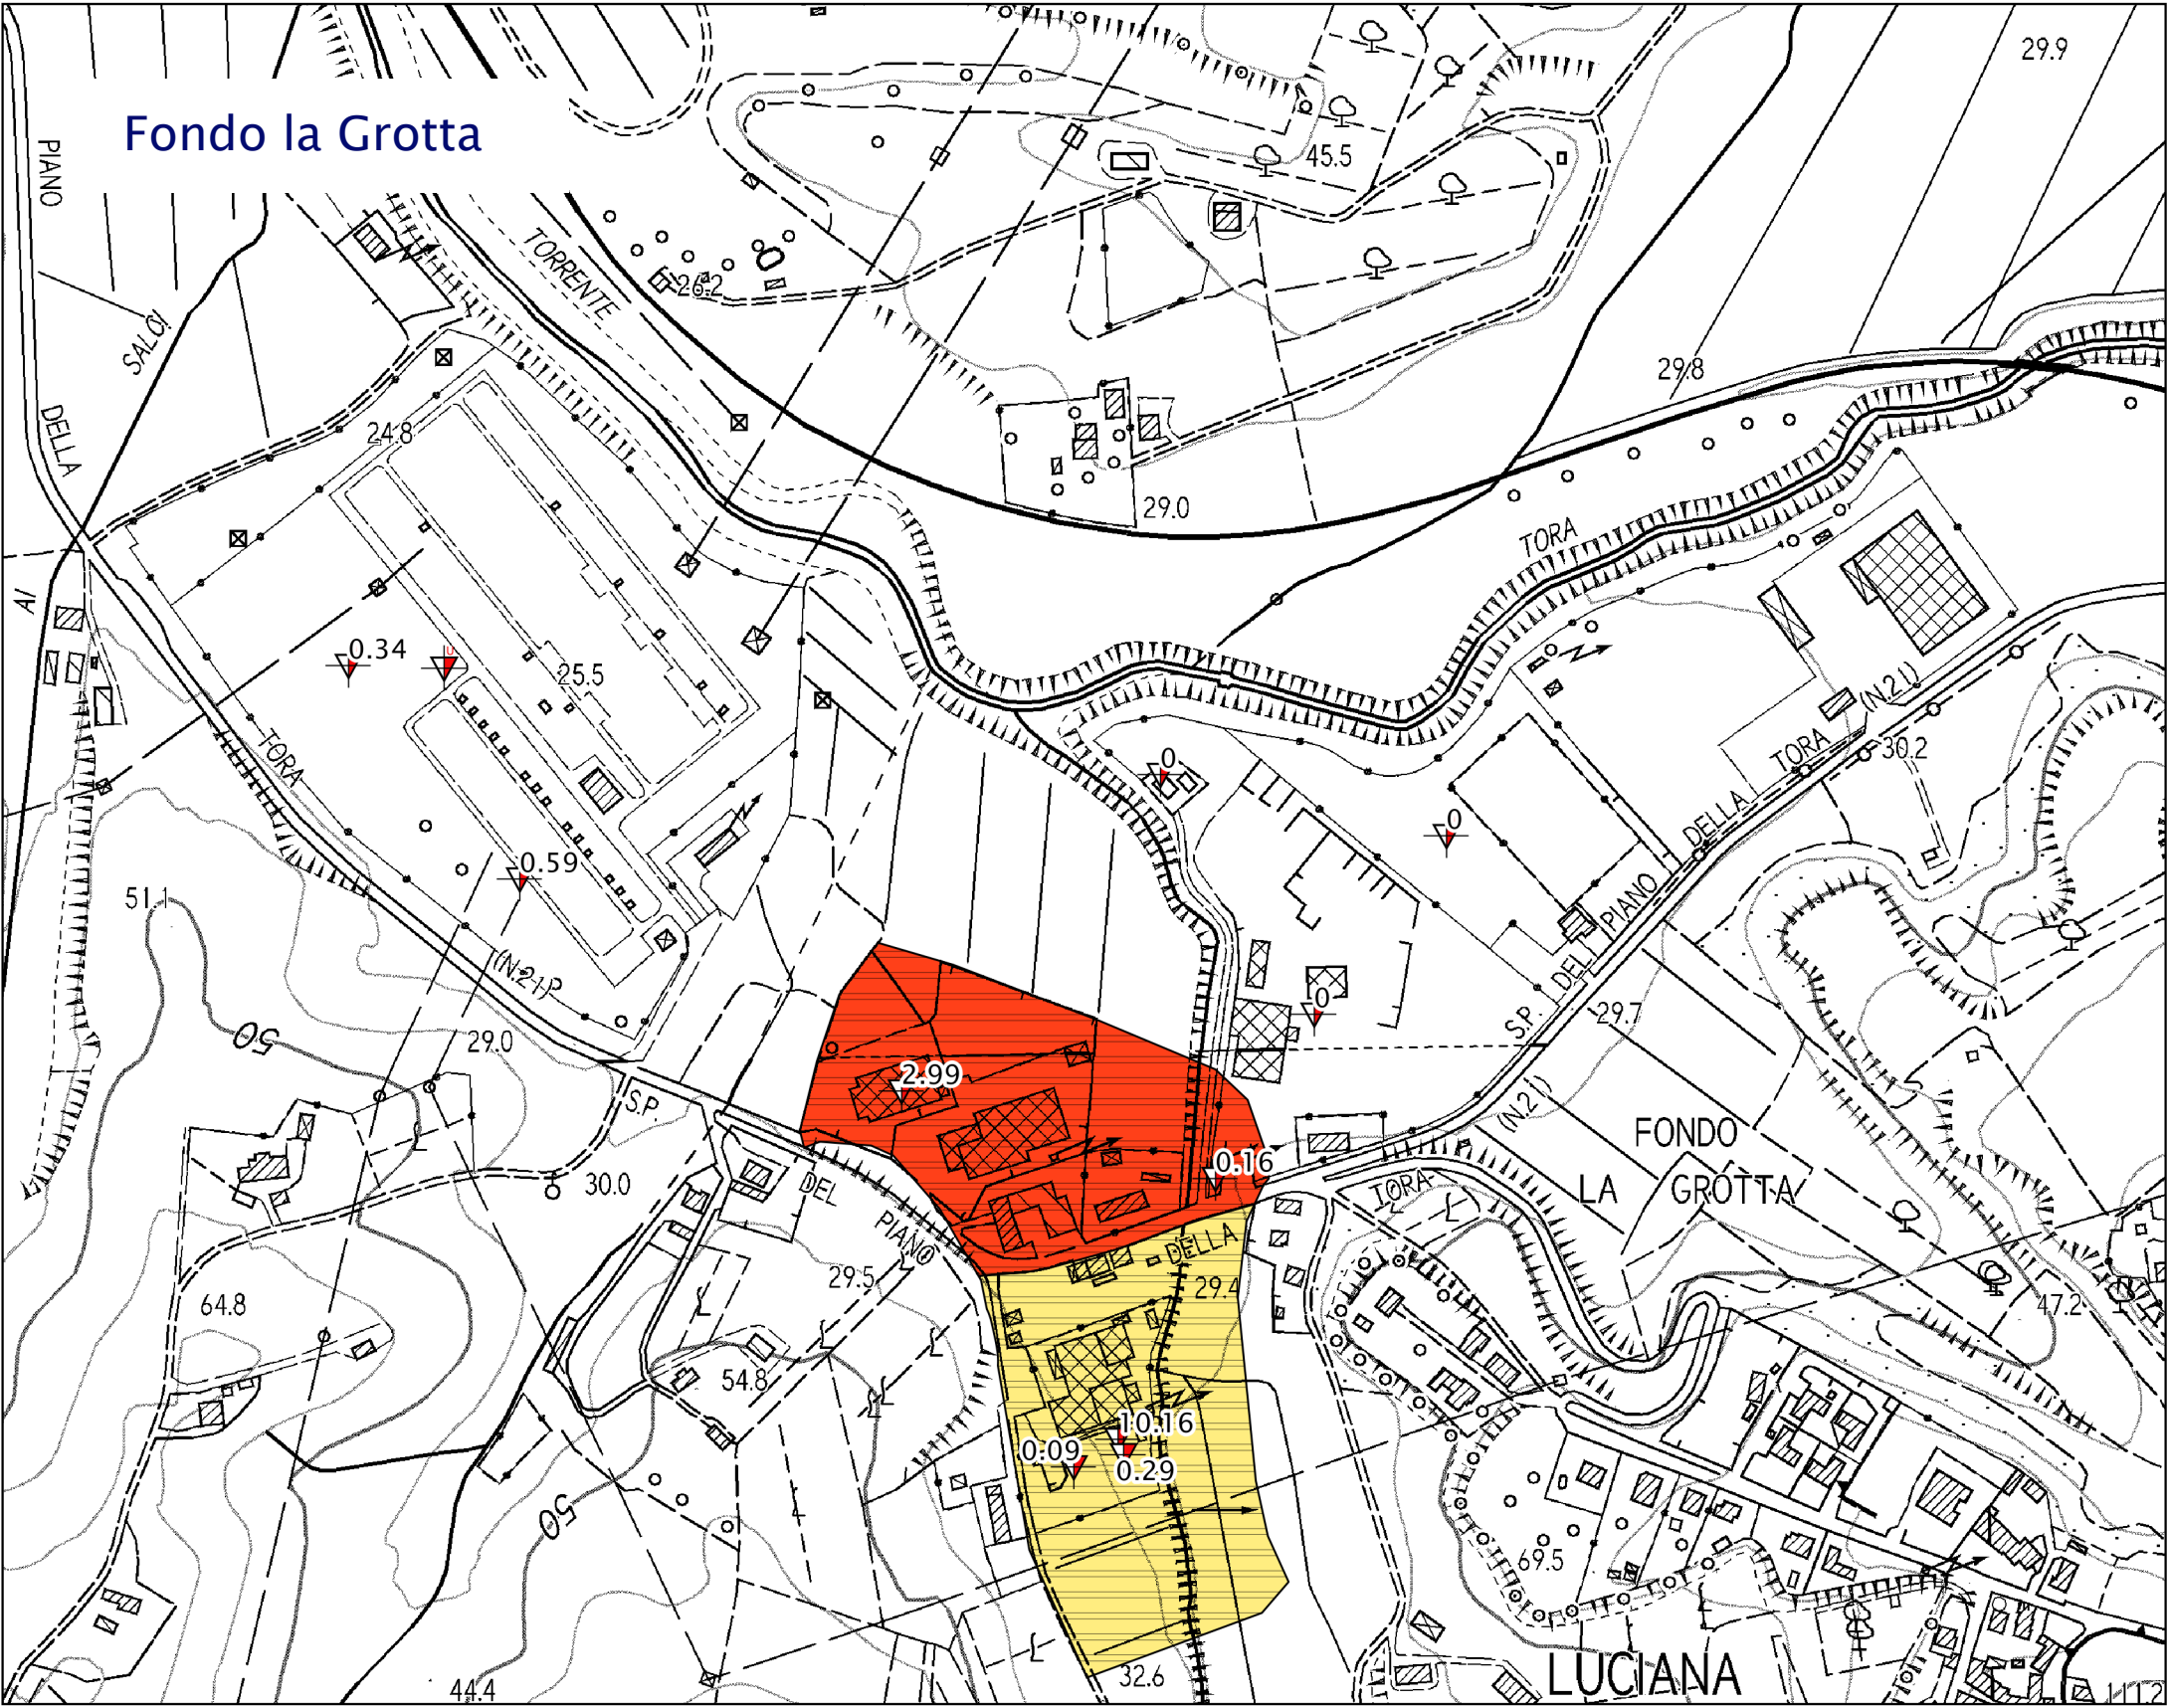 29.9
Fondo la Grotta
PIANO
45.5
TORRENTE
26.2
SALCI
29.8
DELLA
24.8
29.0
TORA
AI
0.34
25.5
(N.21)
TORA
TORA
30.2
0
0
DELLA
0.59
51.1
PIANO
(N.21)
DEL
0
S.P.
29.7
50
29.0
2.99
S.P.
(N.21)
FONDO
0.16
30.0
DEL
TORA
LA GROTTA
PIANO
DELLA
29.5
29.4
64.8
47.2
54.8
10.16
0.09
0.29
50
69.5
LUCIANA
32.6
44.4
111.2